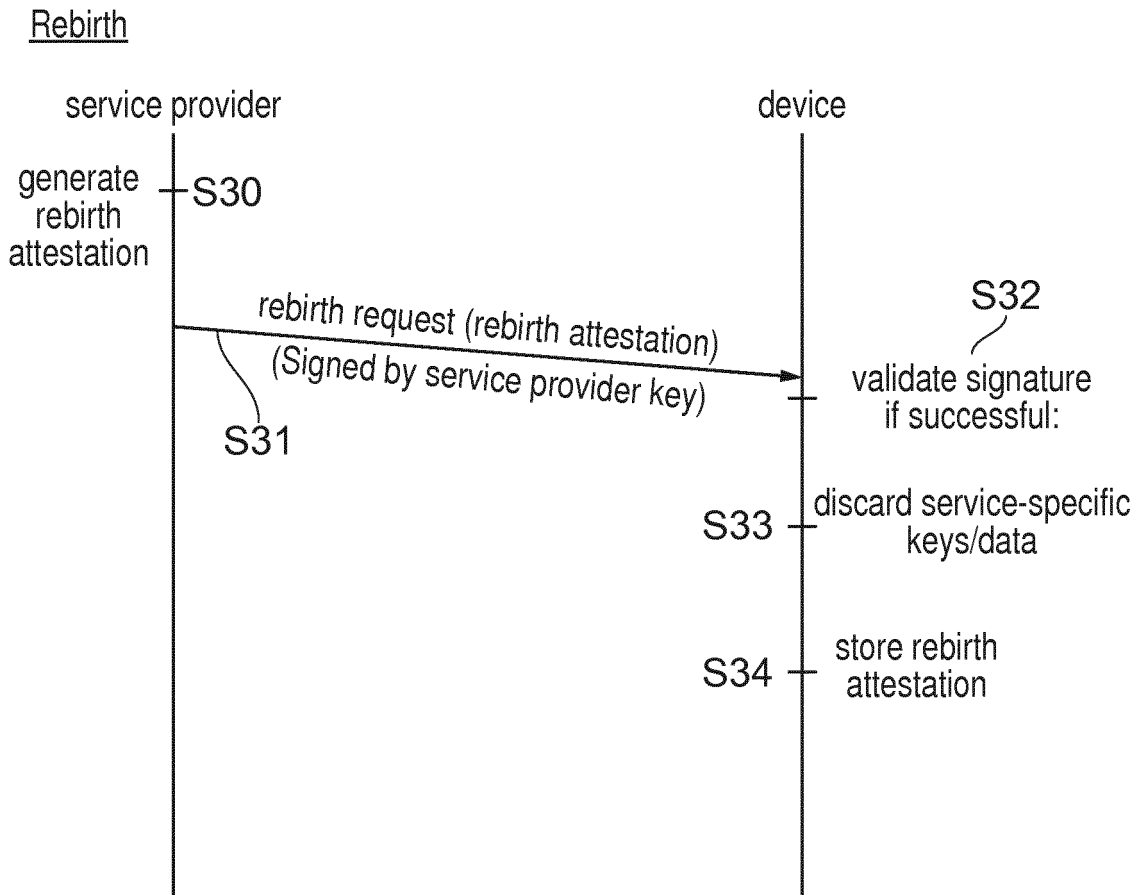 Rebirth
service provider
device
generate
rebirth
attestation
S30
rebirth request (rebirth attestation)
(Signed by service provider key)
S31
S32
validate signature
if successful:
S33
discard service-specific
keys/data
S34
store rebirth
attestation